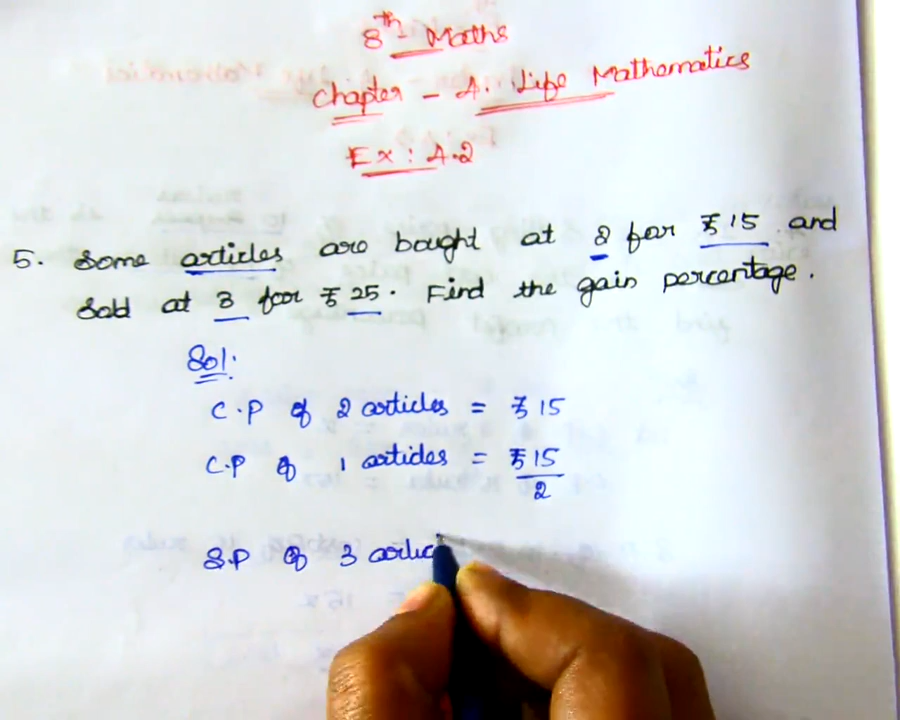 8th Maths
Chapter - 4. Life Mathematics
Ex: 4.2
5. Some articles are bought at 2 for ₹15 and
Sold at 3 for ₹25. Find the gain percentage.
Sol:
C.P of 2 articles = ₹15
C.P of 1 articles = ₹15/2
S.P of 3 artic